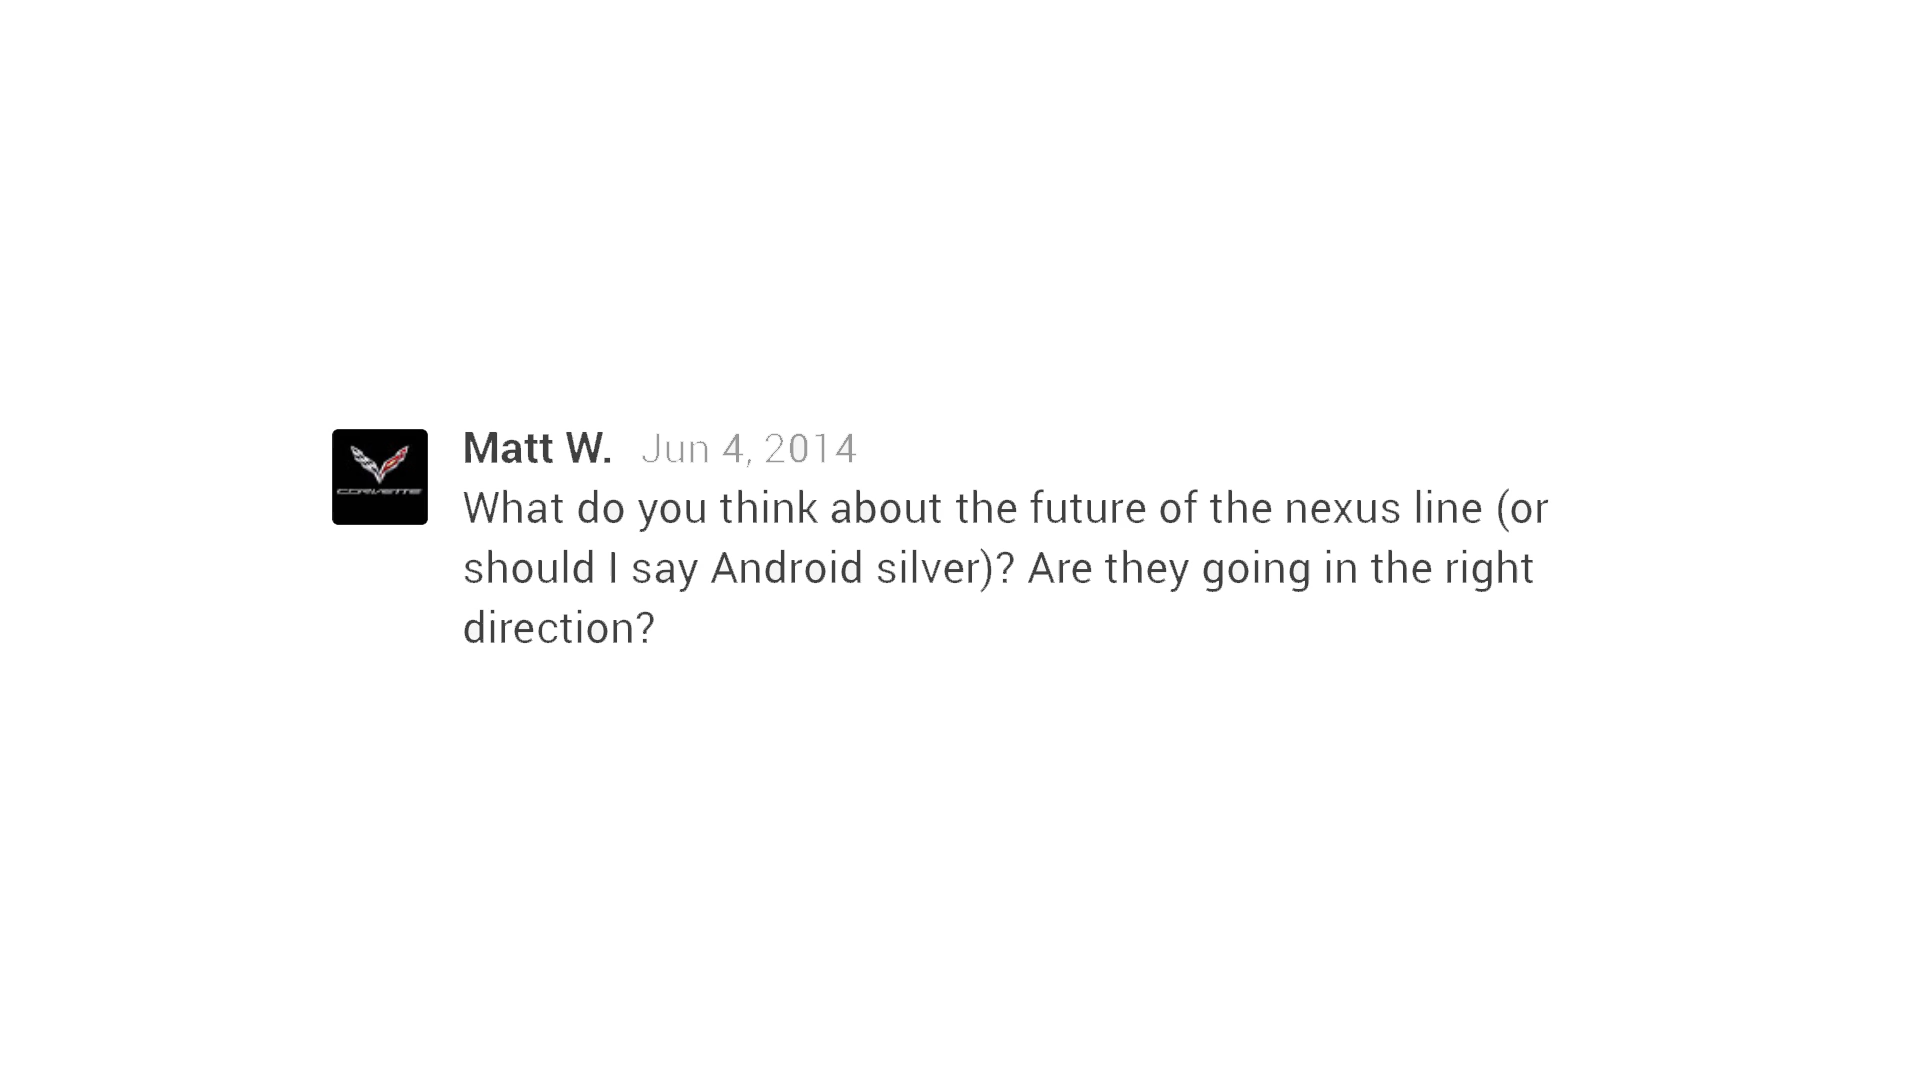 CORVETTE
Matt W. Jun 4, 2014
What do you think about the future of the nexus line (or
should I say Android silver)? Are they going in the right
direction?